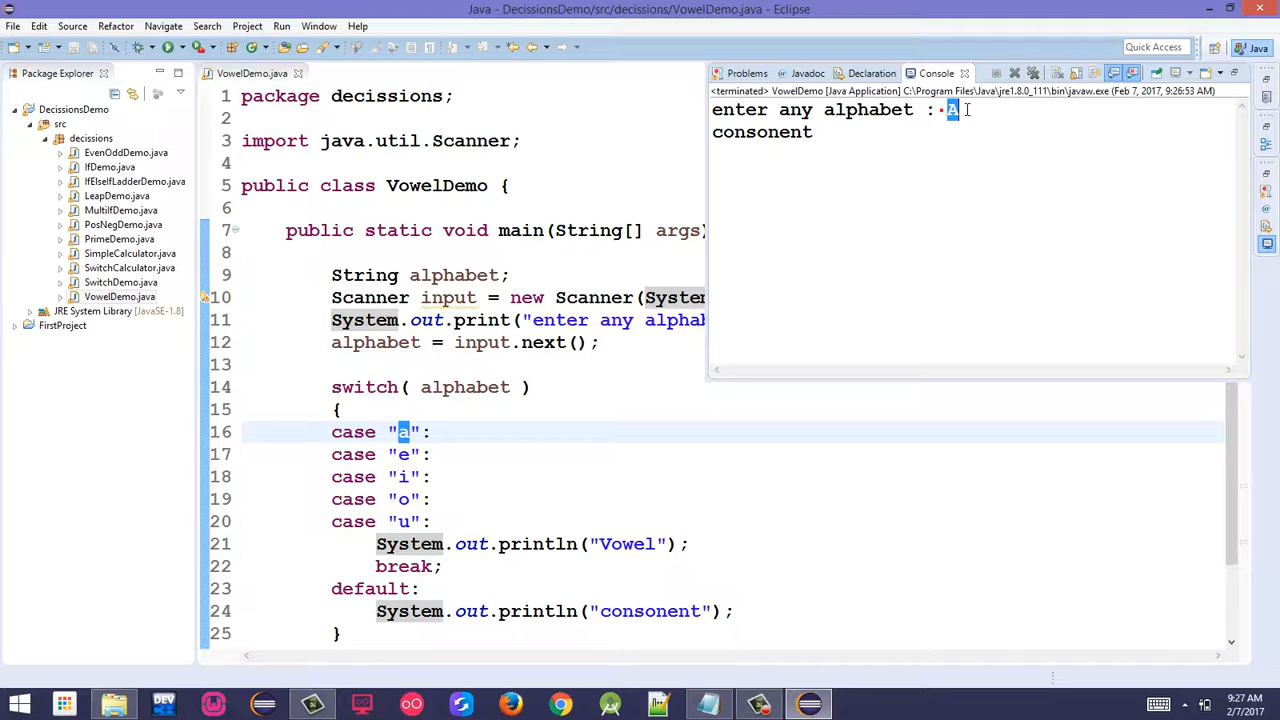 Java - DecissionsDemo/src/decissions/VowelDemo.java - Eclipse
File Edit Source Refactor Navigate Search Project Run Window Help
Quick Access
Java
Package Explorer
DecissionsDemo
src
decissions
EvenOddDemo.java
IfDemo.java
IfElseIfLadderDemo.java
LeapDemo.java
MultiIfDemo.java
PosNegDemo.java
PrimeDemo.java
SimpleCalculator.java
SwitchCalculator.java
SwitchDemo.java
VowelDemo.java
JRE System Library [JavaSE-1.8]
FirstProject
VowelDemo.java
1 package decissions;
2
3 import java.util.Scanner;
4
5 public class VowelDemo {
6
7 public static void main(String[] args)
8
9 String alphabet;
10 Scanner input = new Scanner(System
11 System.out.print("enter any alphab
12 alphabet = input.next();
13
14 switch( alphabet )
15 {
16 case "a":
17 case "e":
18 case "i":
19 case "o":
20 case "u":
21 System.out.println("Vowel");
22 break;
23 default:
24 System.out.println("consonent");
25 }
Problems Javadoc Declaration Console
<terminated> VowelDemo [Java Application] C:\Program Files\Java\jre1.8.0_111\bin\javaw.exe (Feb 7, 2017, 9:26:53 AM)
enter any alphabet : A
consonent
DEV
9:27 AM
2/7/2017